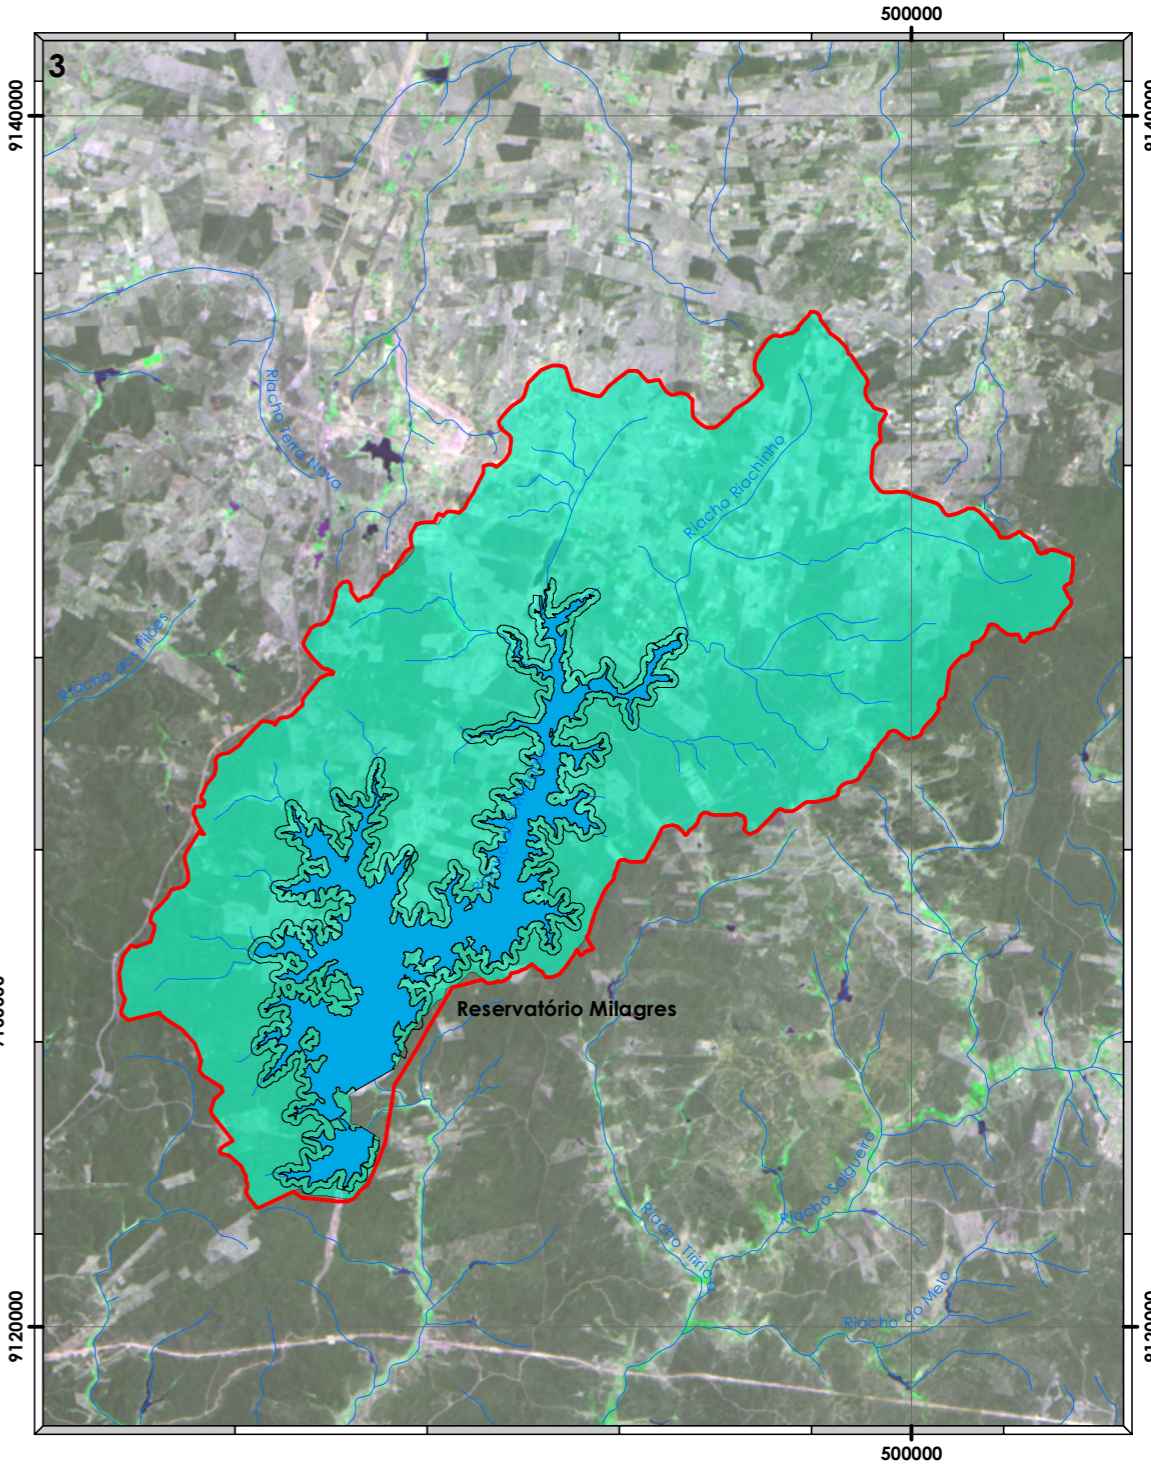 500000
3
9140000
9140000
Riacho Terra Nova
Riacho Riachinho
Riacho dos Pilões
Reservatório Milagres
Riacho Salgueiro
Riacho Tiririca
Riacho do Melo
9120000
9120000
500000